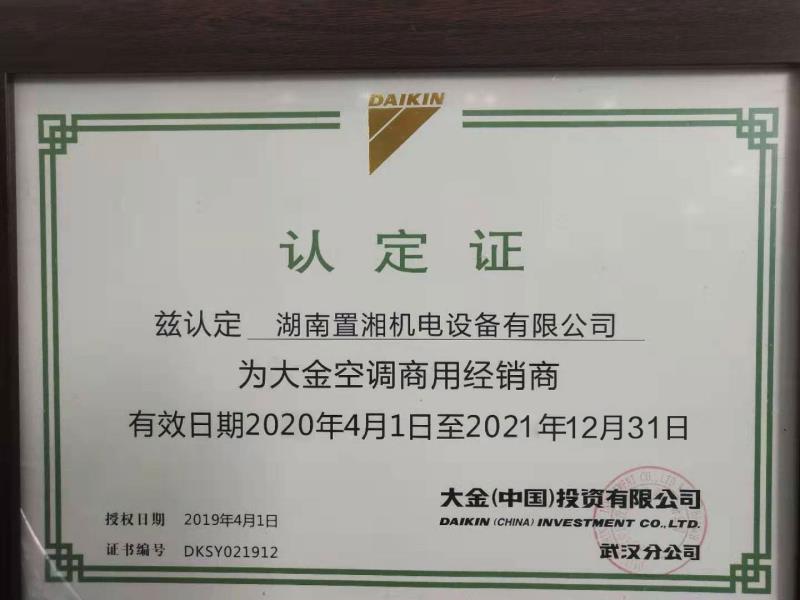 DAIKIN
认定证
兹认定 湖南置湘机电设备有限公司
为大金空调商用经销商
有效日期2020年4月1日至2021年12月31日
授权日期 2019年4月1日
证书编号 DKSY021912
大金(中国)投资有限公司
DAIKIN (CHINA) INVESTMENT CO.,LTD.
武汉分公司